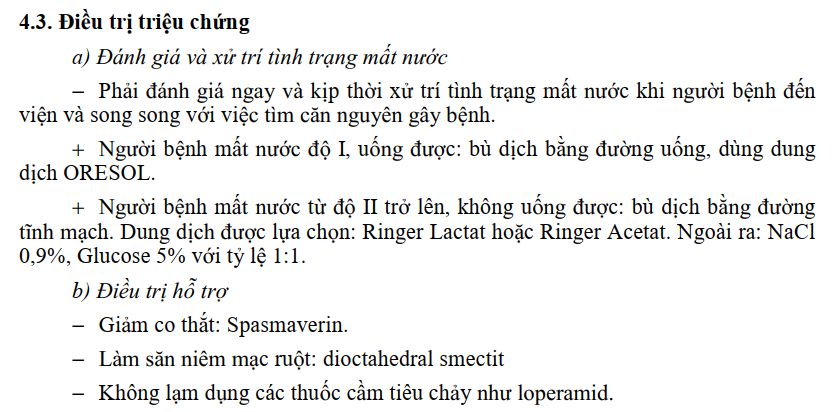 4.3. Điều trị triệu chứng
a) Đánh giá và xử trí tình trạng mất nước
− Phải đánh giá ngay và kịp thời xử trí tình trạng mất nước khi người bệnh đến
viện và song song với việc tìm căn nguyên gây bệnh.
+ Người bệnh mất nước độ I, uống được: bù dịch bằng đường uống, dùng dung
dịch ORESOL.
+ Người bệnh mất nước từ độ II trở lên, không uống được: bù dịch bằng đường
tĩnh mạch. Dung dịch được lựa chọn: Ringer Lactat hoặc Ringer Acetat. Ngoài ra: NaCl
0,9%, Glucose 5% với tỷ lệ 1:1.
b) Điều trị hỗ trợ
− Giảm co thắt: Spasmaverin.
− Làm săn niêm mạc ruột: dioctahedral smectit
− Không lạm dụng các thuốc cầm tiêu chảy như loperamid.